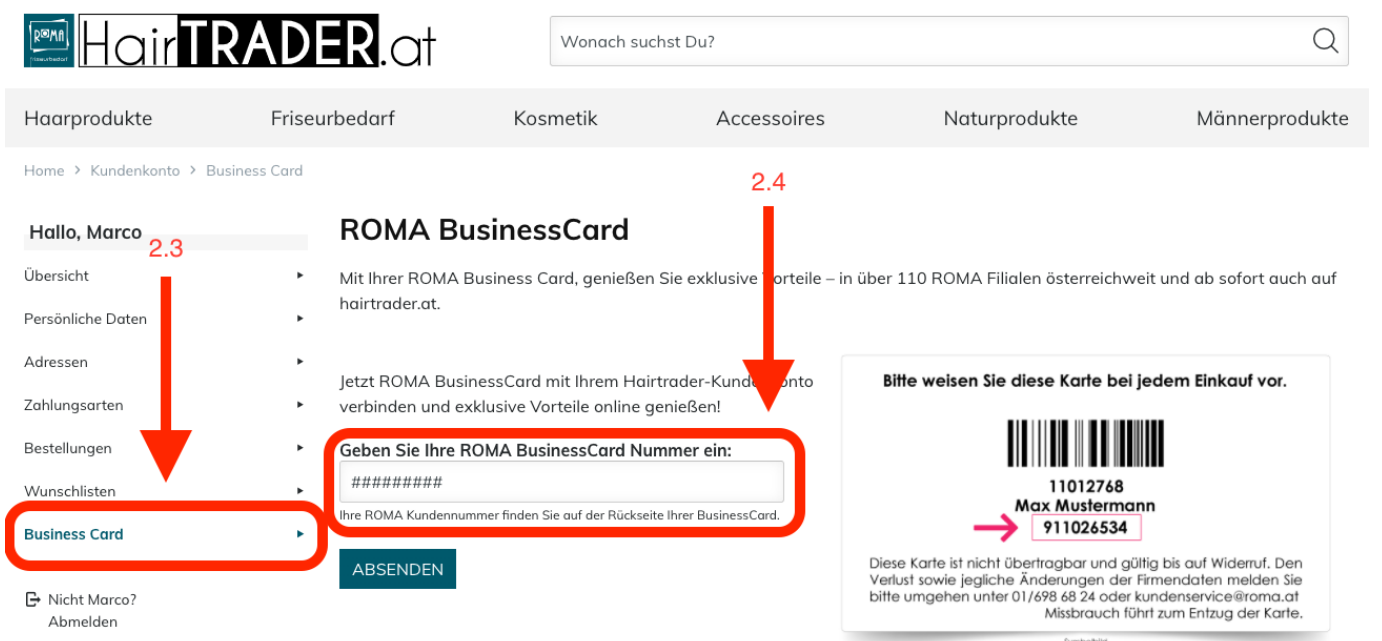 ROMA
friseurbedarf
HairTRADER.at
Wonach suchst Du?
Haarprodukte Friseurbedarf Kosmetik Accessoires Naturprodukte Männerprodukte
Home > Kundenkonto > Business Card
2.4
Hallo, Marco
2.3
ROMA BusinessCard
Übersicht
Persönliche Daten
Adressen
Zahlungsarten
Bestellungen
Wunschlisten
Business Card
Nicht Marco?
Abmelden
Mit Ihrer ROMA Business Card, genießen Sie exklusive Vorteile – in über 110 ROMA Filialen österreichweit und ab sofort auch auf
hairtrader.at.
Jetzt ROMA BusinessCard mit Ihrem Hairtrader-Kundenkonto
verbinden und exklusive Vorteile online genießen!
Geben Sie Ihre ROMA BusinessCard Nummer ein:
#########
Ihre ROMA Kundennummer finden Sie auf der Rückseite Ihrer BusinessCard.
ABSENDEN
Bitte weisen Sie diese Karte bei jedem Einkauf vor.
11012768
Max Mustermann
911026534
Diese Karte ist nicht übertragbar und gültig bis auf Widerruf. Den
Verlust sowie jegliche Änderungen der Firmendaten melden Sie
bitte umgehen unter 01/698 68 24 oder kundenservice@roma.at
Missbrauch führt zum Entzug der Karte.